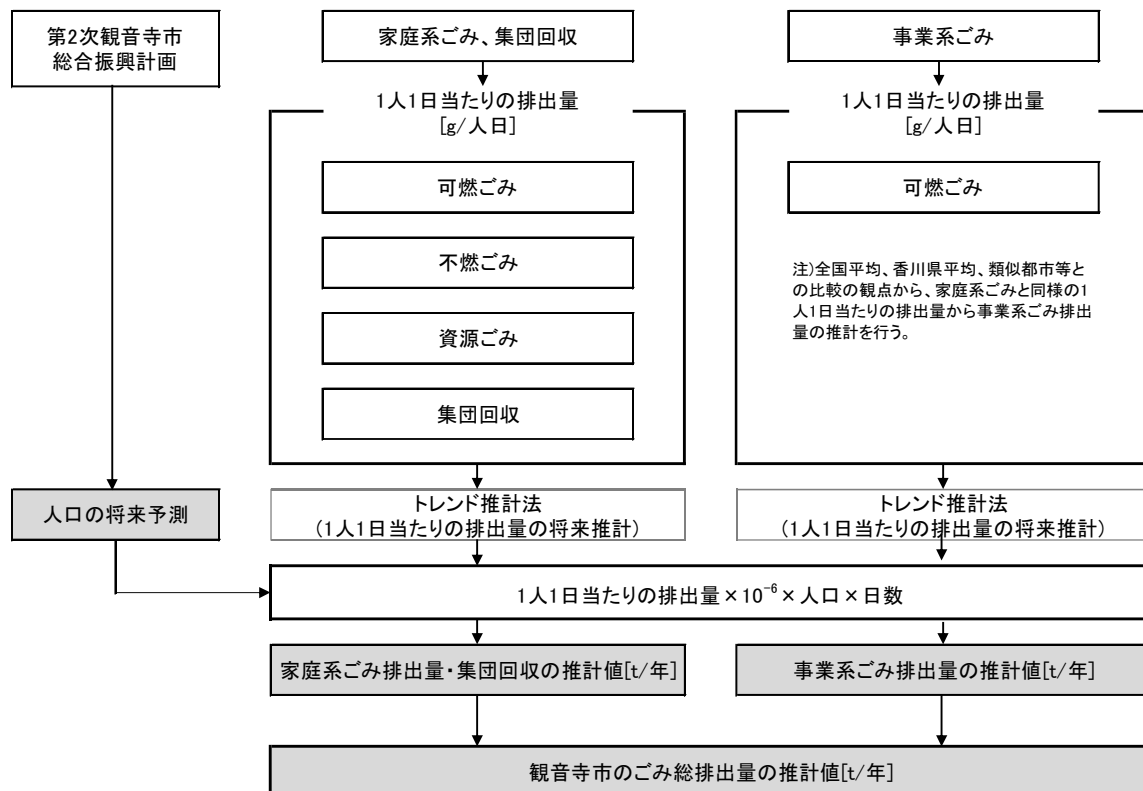 第2次観音寺市
総合振興計画
家庭系ごみ、集団回収
事業系ごみ
1人1日当たりの排出量
[g/人日]
可燃ごみ
不燃ごみ
資源ごみ
集団回収
1人1日当たりの排出量
[g/人日]
可燃ごみ
注)全国平均、香川県平均、類似都市等と
の比較の観点から、家庭系ごみと同様の1
人1日当たりの排出量から事業系ごみ排出
量の推計を行う。
人口の将来予測
トレンド推計法
(1人1日当たりの排出量の将来推計)
トレンド推計法
(1人1日当たりの排出量の将来推計)
1人1日当たりの排出量×10⁻⁶×人口×日数
家庭系ごみ排出量・集団回収の推計値[t/年]
事業系ごみ排出量の推計値[t/年]
観音寺市のごみ総排出量の推計値[t/年]